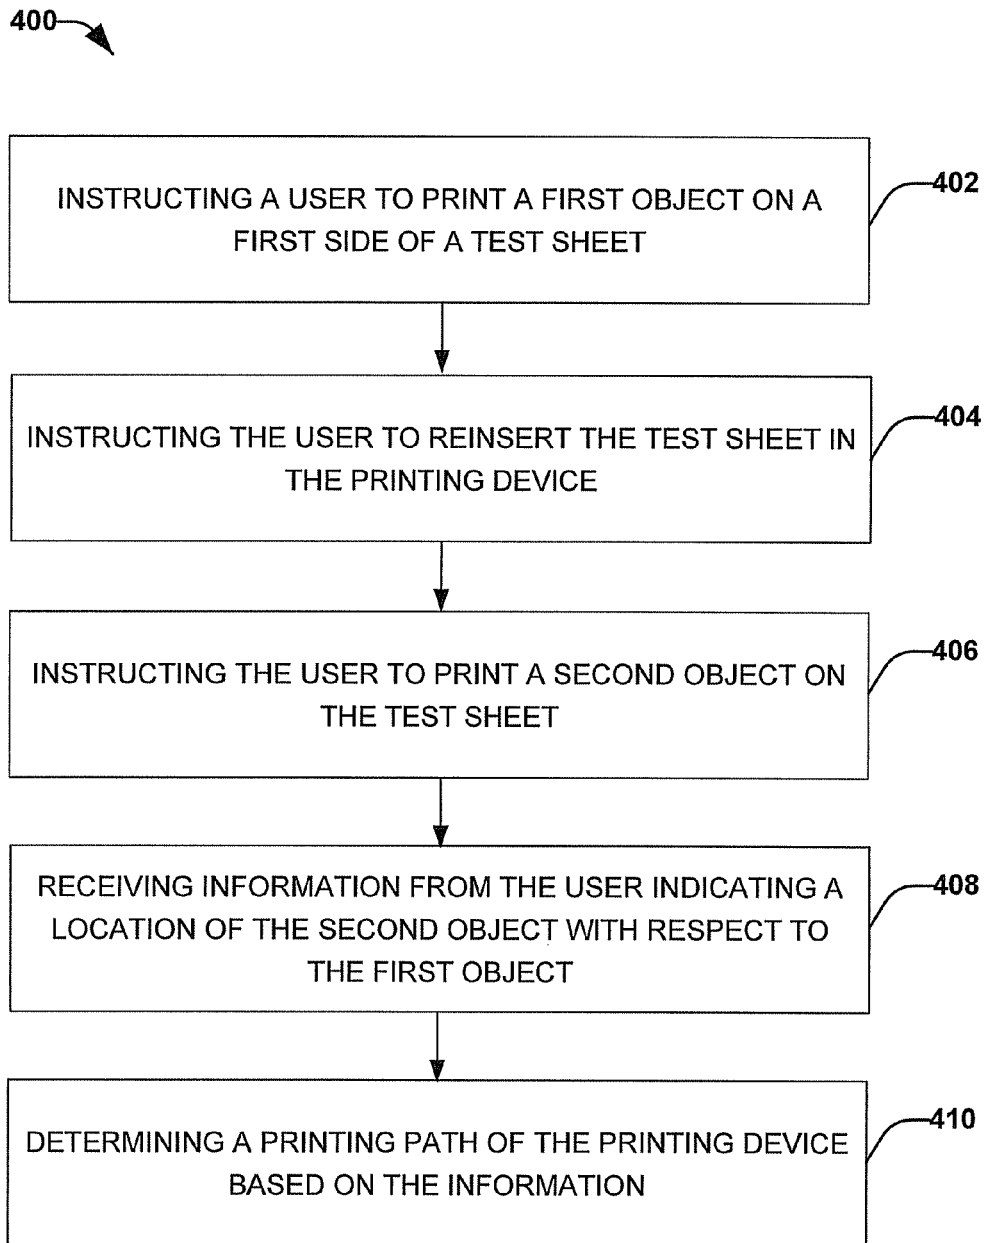 400
INSTRUCTING A USER TO PRINT A FIRST OBJECT ON A
FIRST SIDE OF A TEST SHEET
402
INSTRUCTING THE USER TO REINSERT THE TEST SHEET IN
THE PRINTING DEVICE
404
INSTRUCTING THE USER TO PRINT A SECOND OBJECT ON
THE TEST SHEET
406
RECEIVING INFORMATION FROM THE USER INDICATING A
LOCATION OF THE SECOND OBJECT WITH RESPECT TO
THE FIRST OBJECT
408
DETERMINING A PRINTING PATH OF THE PRINTING DEVICE
BASED ON THE INFORMATION
410